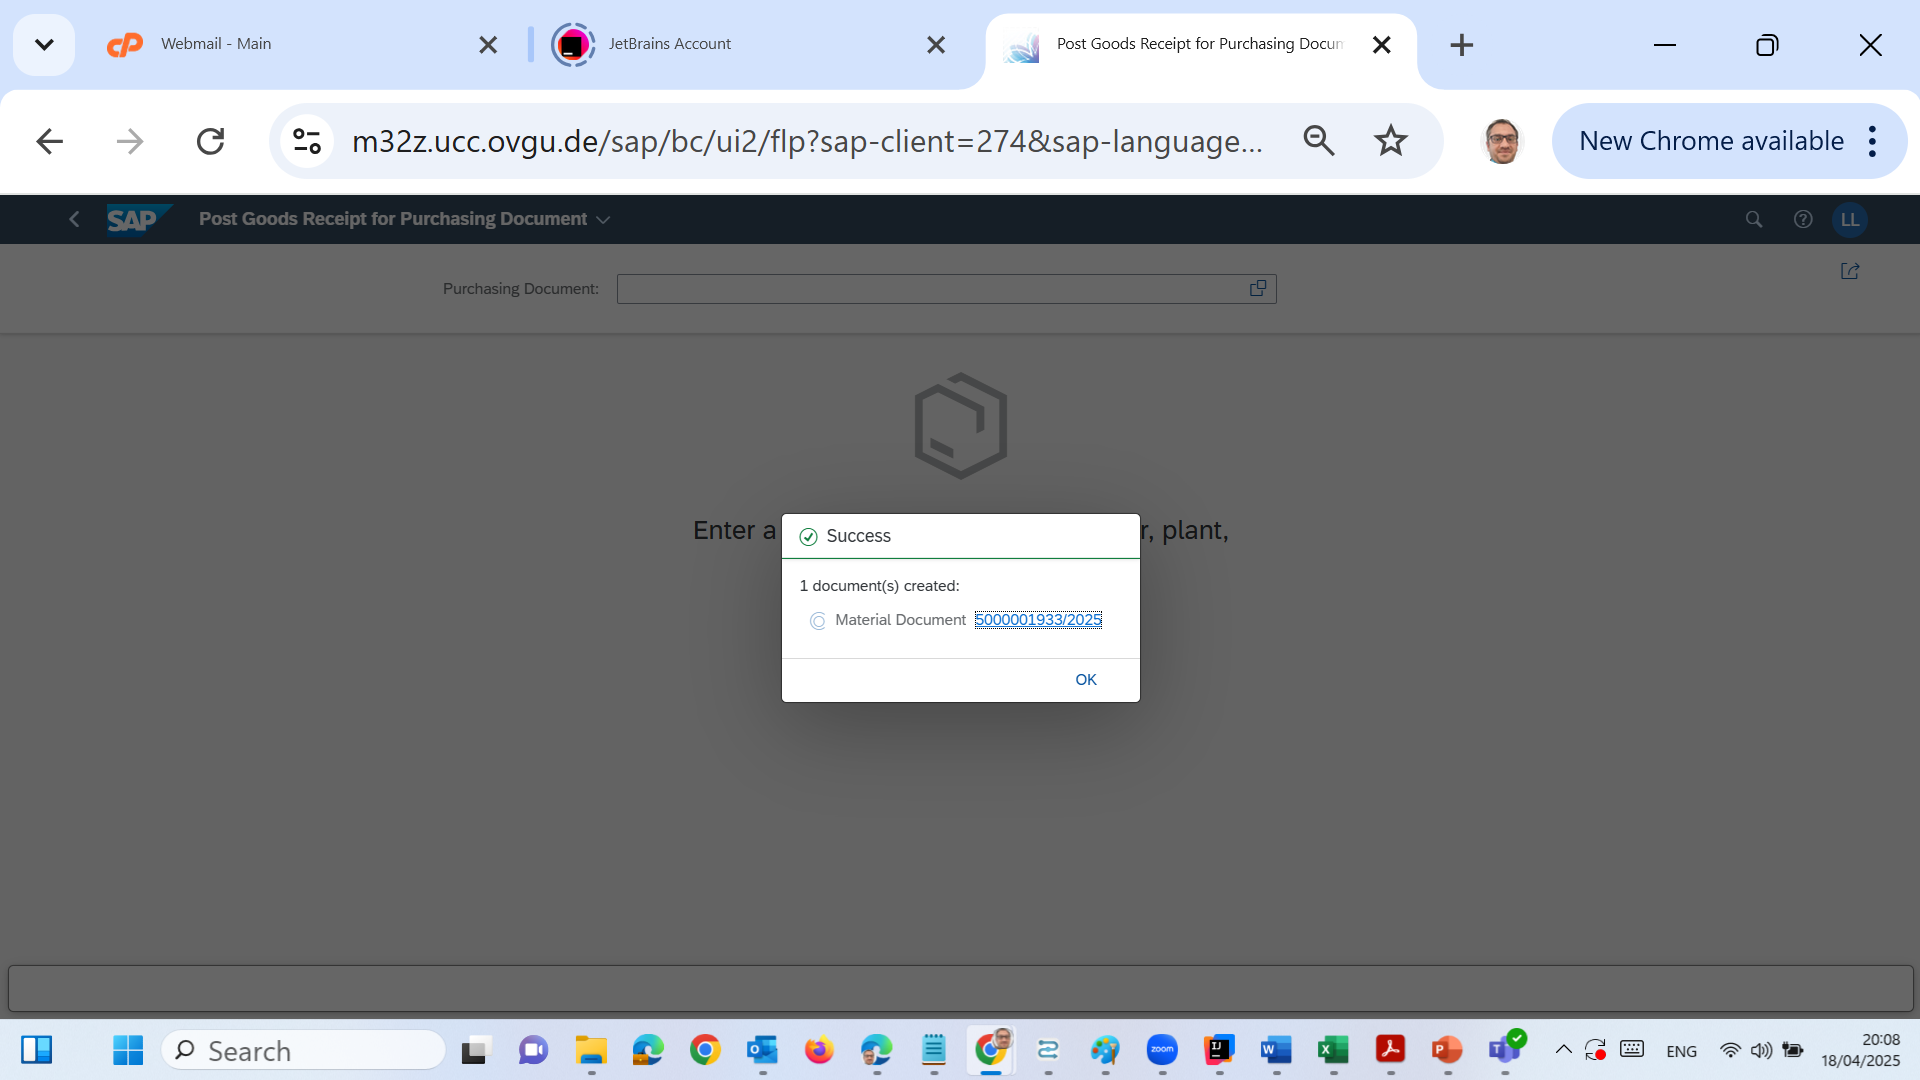 Webmail - Main
JetBrains Account
Post Goods Receipt for Purchasing Docum
m32z.ucc.ovgu.de/sap/bc/ui2/flp?sap-client=274&sap-language...
New Chrome available
SAP
Post Goods Receipt for Purchasing Document
LL
Purchasing Document:
Enter a
r, plant,
Success
1 document(s) created:
Material Document 5000001933/2025
OK
Search
zoom
ENG
20:08
18/04/2025